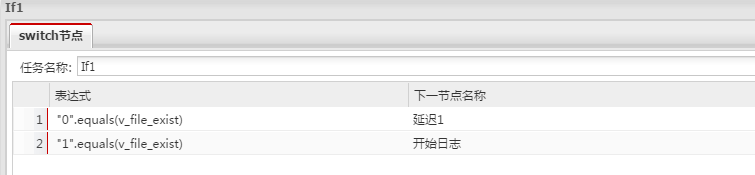 If1
switch节点
任务名称: If1
表达式 下一节点名称
1 "0".equals(v_file_exist) 延迟1
2 "1".equals(v_file_exist) 开始日志